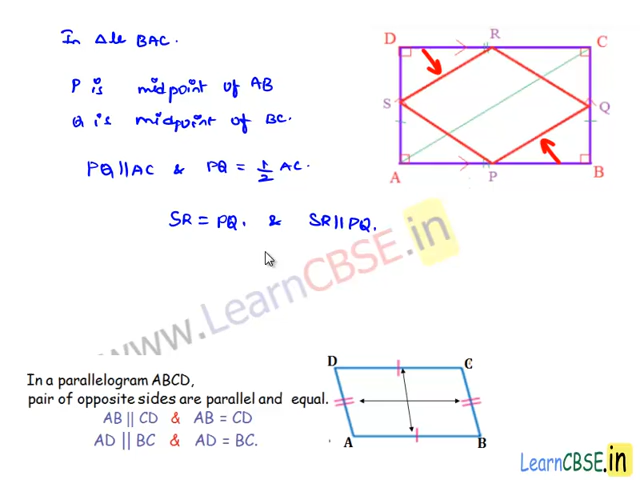 In Δle BAC.
P is midpoint of AB
Q is midpoint of BC.
PQ || AC & PQ = 1/2 AC.
SR = PQ, & SR || PQ,
D R C
S Q
A P B
www.LearnCBSE.in
In a parallelogram ABCD,
pair of opposite sides are parallel and equal.
AB || CD & AB = CD
AD || BC & AD = BC.
D C
A B
LearnCBSE.in